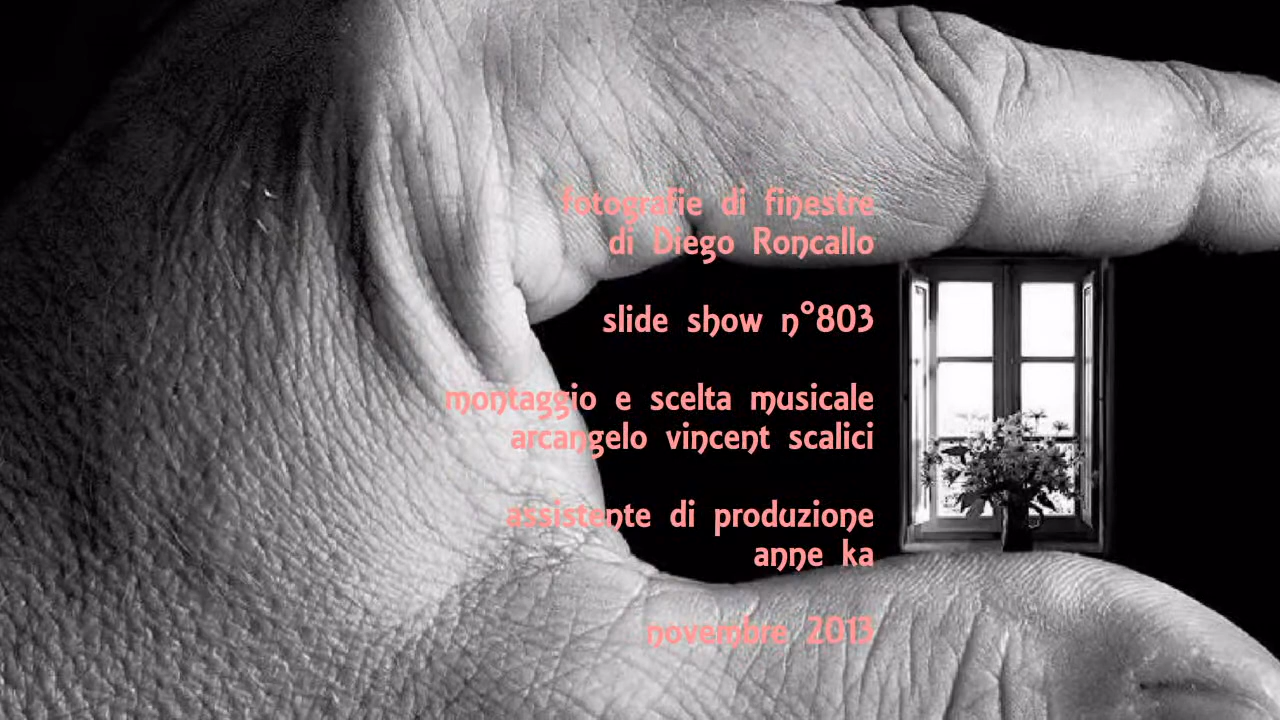 fotografie di finestre
di Diego Roncallo
slide show n°803
montaggio e scelta musicale
arcangelo vincent scalici
assistente di produzione
anne ka
novembre 2013